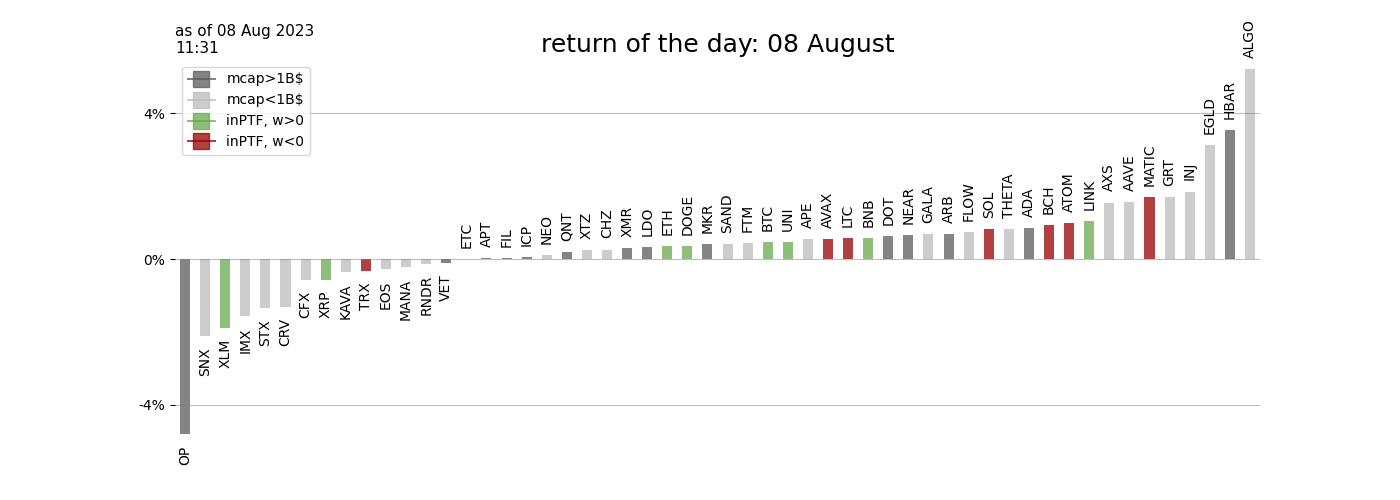 as of 08 Aug 2023
11:31
return of the day: 08 August
mcap>1B$
mcap<1B$
inPTF, w>0
inPTF, w<0
4%
0%
-4%
OP
SNX
XLM
IMX
STX
CRV
CFX
XRP
KAVA
TRX
EOS
MANA
RNDR
VET
ETC
APT
FIL
ICP
NEO
QNT
XTZ
CHZ
XMR
LDO
ETH
DOGE
MKR
SAND
FTM
BTC
UNI
APE
AVAX
LTC
BNB
DOT
NEAR
GALA
ARB
FLOW
SOL
THETA
ADA
BCH
ATOM
LINK
AXS
AAVE
MATIC
GRT
INJ
EGLD
HBAR
ALGO